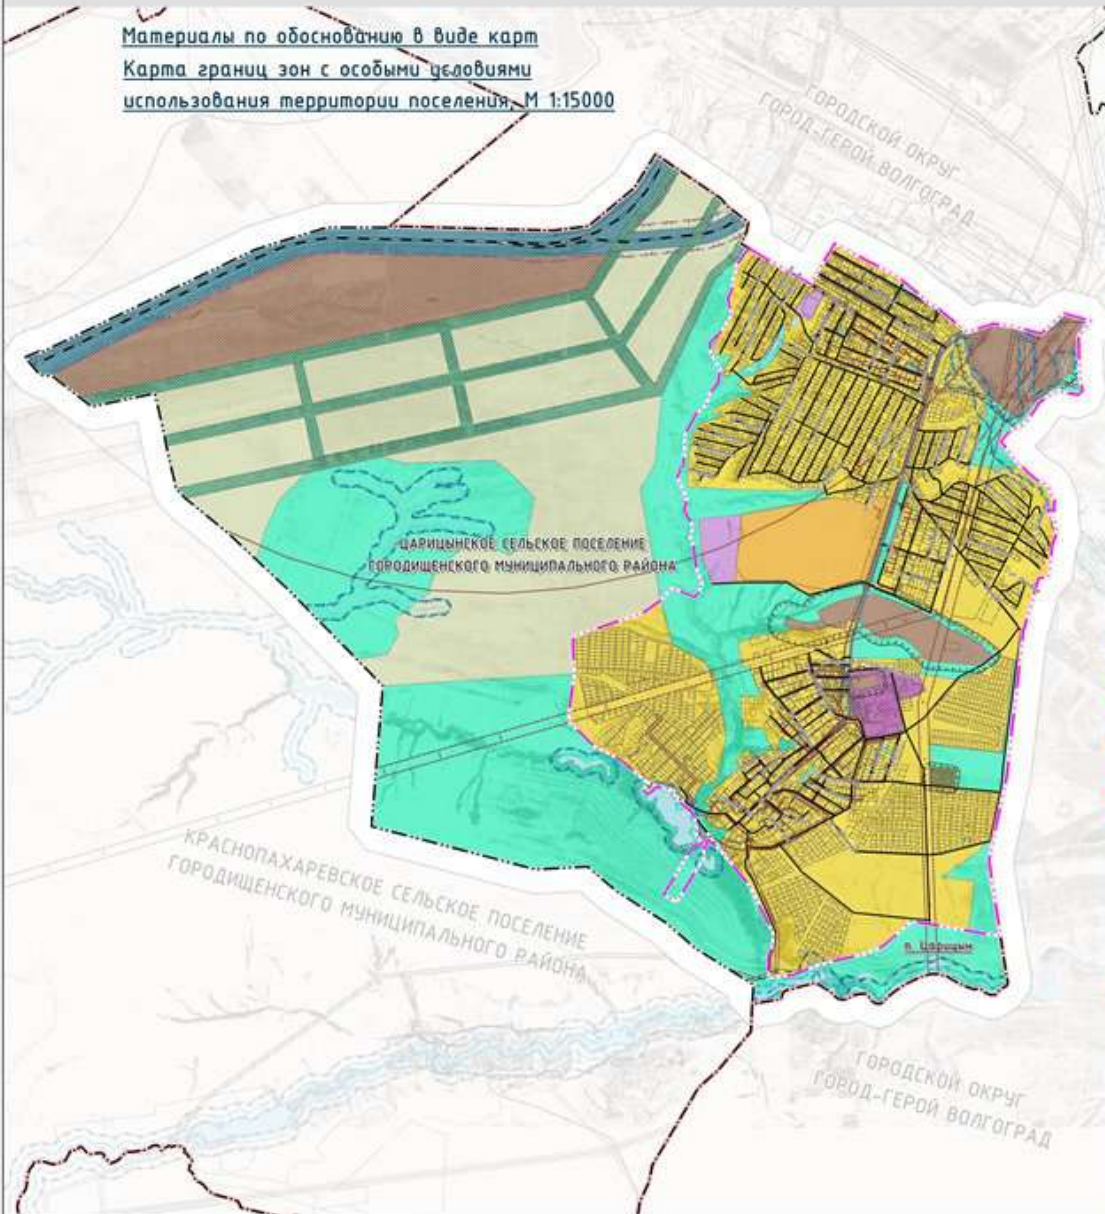 Материалы по обоснованию в виде карт
Карта границ зон с особыми условиями
использования территории поселения, М 1:15000
ГОРОДСКОЙ ОКРУГ
ГОРОД-ГЕРОЙ ВОЛГОГРАД
ЦАРИЦЫНСКОЕ СЕЛЬСКОЕ ПОСЕЛЕНИЕ
ГОРОДИЩЕНСКОГО МУНИЦИПАЛЬНОГО РАЙОНА
КРАСНОПАХАРЕВСКОЕ СЕЛЬСКОЕ ПОСЕЛЕНИЕ
ГОРОДИЩЕНСКОГО МУНИЦИПАЛЬНОГО РАЙОНА
п. Царицын
ГОРОДСКОЙ ОКРУГ
ГОРОД-ГЕРОЙ ВОЛГОГРАД